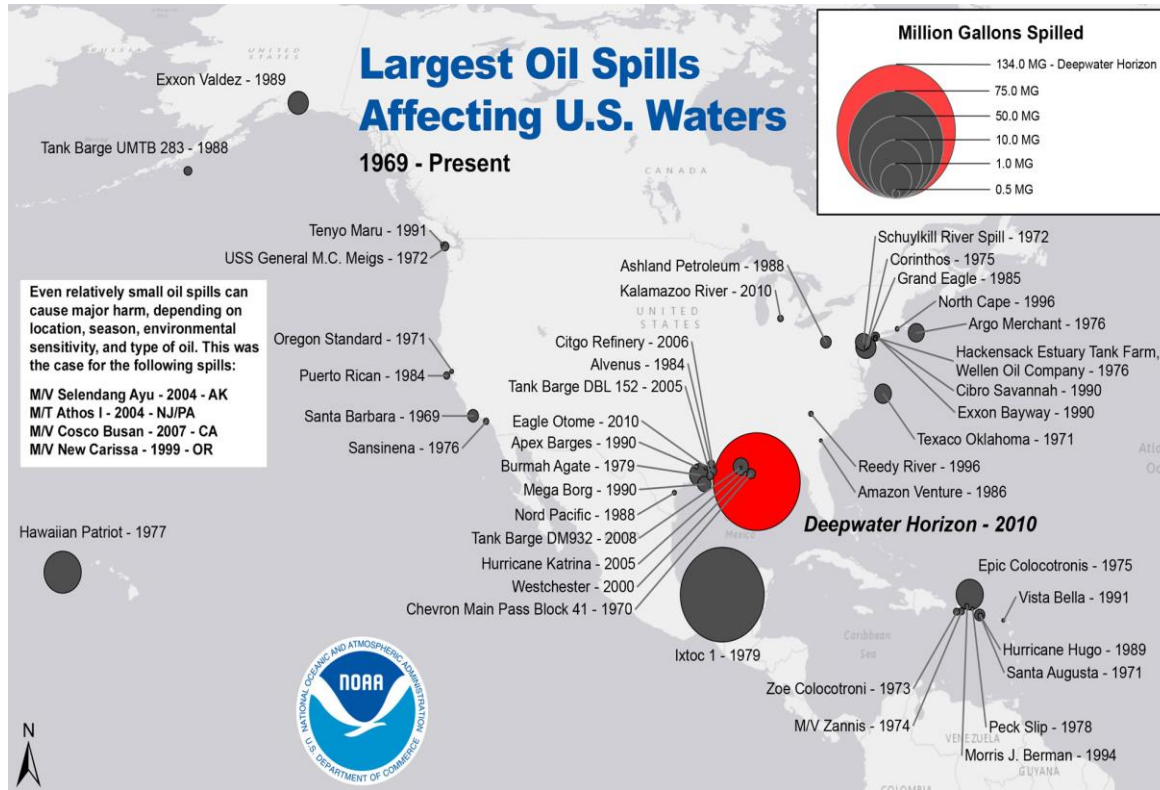 Largest Oil Spills
Affecting U.S. Waters
1969 - Present
Million Gallons Spilled
134.0 MG - Deepwater Horizon
75.0 MG
50.0 MG
10.0 MG
1.0 MG
0.5 MG
UNITED
STATES
Exxon Valdez - 1989
Tank Barge UMTB 283 - 1988
CANADA
Tenyo Maru - 1991
USS General M.C. Meigs - 1972
Even relatively small oil spills can
cause major harm, depending on
location, season, environmental
sensitivity, and type of oil. This was
the case for the following spills:
M/V Selendang Ayu - 2004 - AK
M/T Athos I - 2004 - NJ/PA
M/V Cosco Busan - 2007 - CA
M/V New Carissa - 1999 - OR
Oregon Standard - 1971
Puerto Rican - 1984
Santa Barbara - 1969
Sansinena - 1976
Hawaiian Patriot - 1977
Ashland Petroleum - 1988
Kalamazoo River - 2010
UNITED
STATES
Citgo Refinery - 2006
Alvenus - 1984
Tank Barge DBL 152 - 2005
Eagle Otome - 2010
Apex Barges - 1990
Burmah Agate - 1979
Mega Borg - 1990
Nord Pacific - 1988
Tank Barge DM932 - 2008
Hurricane Katrina - 2005
Westchester - 2000
Chevron Main Pass Block 41 - 1970
Mexico
Ixtoc 1 - 1979
Schuylkill River Spill - 1972
Corinthos - 1975
Grand Eagle - 1985
North Cape - 1996
Argo Merchant - 1976
Hackensack Estuary Tank Farm,
Wellen Oil Company - 1976
Cibro Savannah - 1990
Exxon Bayway - 1990
Texaco Oklahoma - 1971
Reedy River - 1996
Amazon Venture - 1986
Deepwater Horizon - 2010
Epic Colocotronis - 1975
Vista Bella - 1991
Hurricane Hugo - 1989
Santa Augusta - 1971
Caribbean
Sea
Zoe Colocotroni - 1973
M/V Zannis - 1974
Peck Slip - 1978
Morris J. Berman - 1994
VENEZUELA
GUYANA
COLOMBIA
N
NATIONAL OCEANIC AND ATMOSPHERIC ADMINISTRATION
NOAA
U.S. DEPARTMENT OF COMMERCE